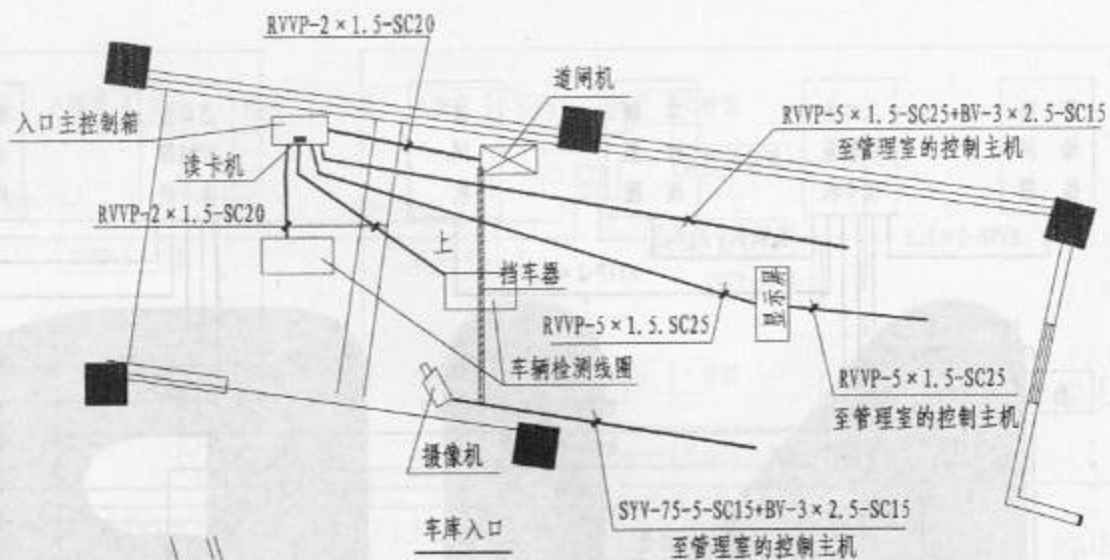 RVVP-2×1.5-SC20
道闸机
入口主控制箱
RVVP-5×1.5-SC25+BV-3×2.5-SC15
至管理室的控制主机
读卡机
RVVP-2×1.5-SC20
上
挡车器
显示屏
RVVP-5×1.5.SC25
车辆检测线圈
RVVP-5×1.5-SC25
至管理室的控制主机
摄像机
SYV-75-5-SC15+BV-3×2.5-SC15
车库入口
至管理室的控制主机